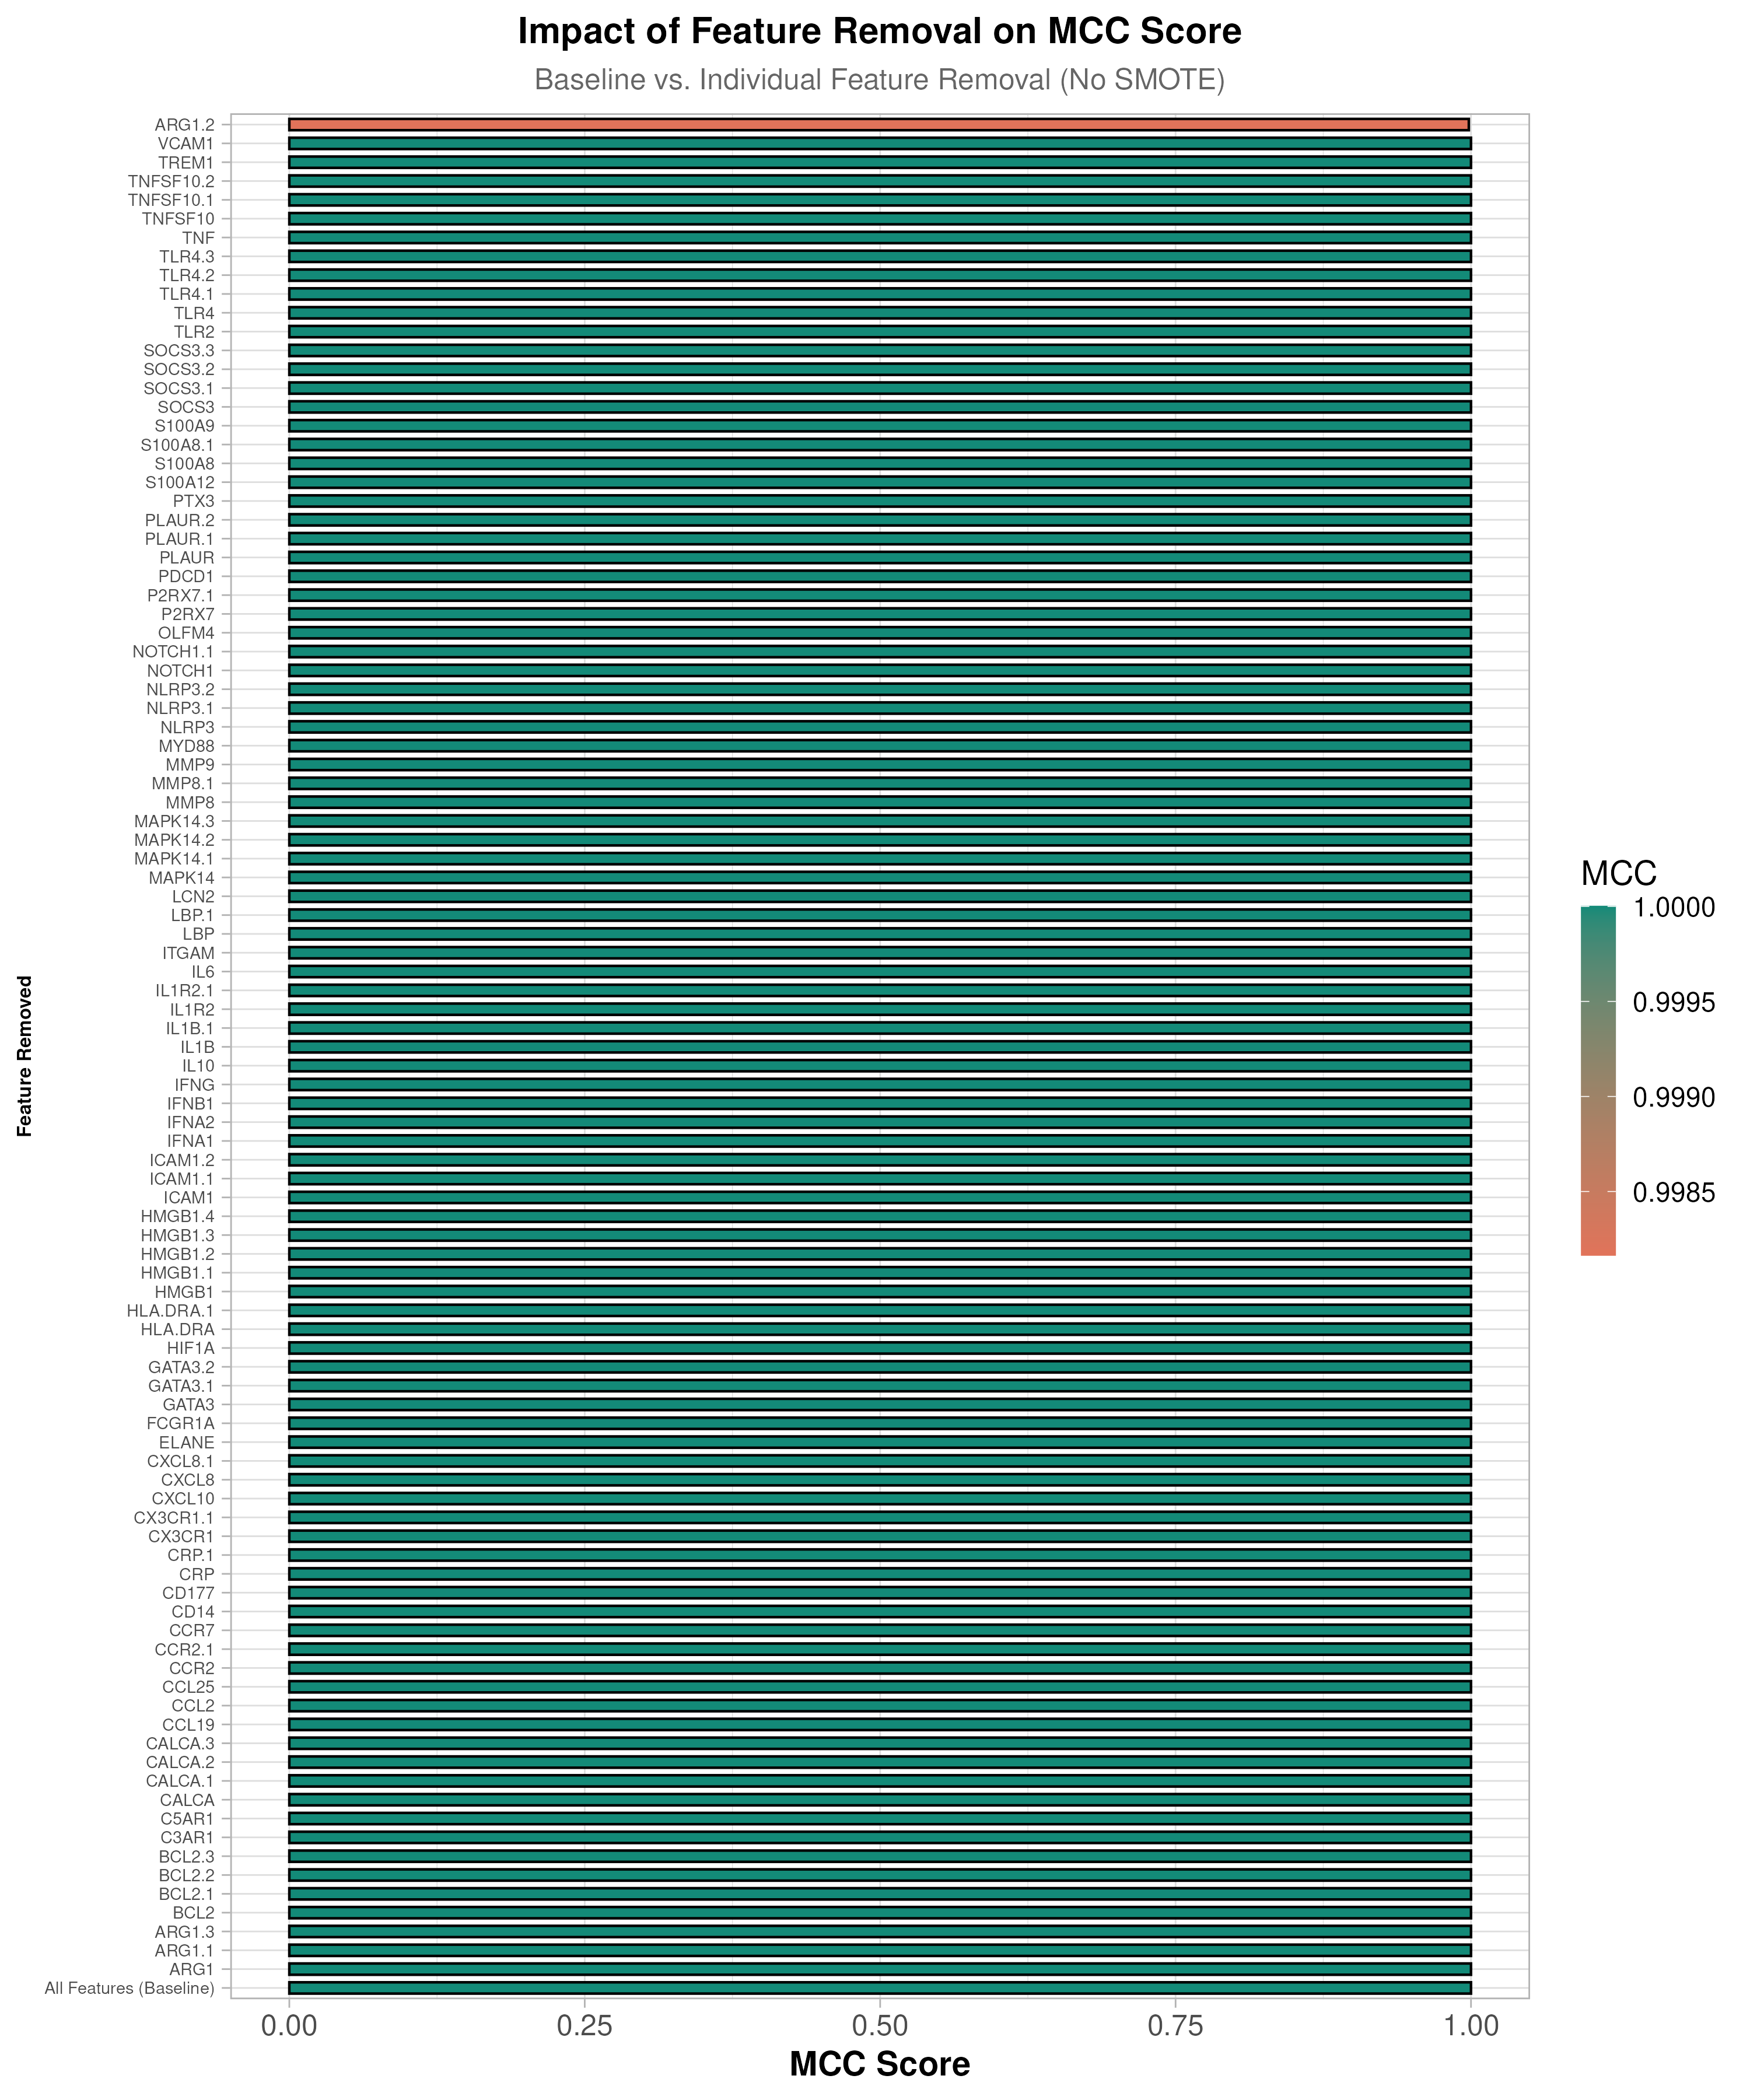 Impact of Feature Removal on MCC Score
Baseline vs. Individual Feature Removal (No SMOTE)
Feature Removed
ARG1.2
VCAM1
TREM1
TNFSF10.2
TNFSF10.1
TNFSF10
TNF
TLR4.3
TLR4.2
TLR4.1
TLR4
TLR2
SOCS3.3
SOCS3.2
SOCS3.1
SOCS3
S100A9
S100A8.1
S100A8
S100A12
PTX3
PLAUR.2
PLAUR.1
PLAUR
PDCD1
P2RX7.1
P2RX7
OLFM4
NOTCH1.1
NOTCH1
NLRP3.2
NLRP3.1
NLRP3
MYD88
MMP9
MMP8.1
MMP8
MAPK14.3
MAPK14.2
MAPK14.1
MAPK14
LCN2
LBP.1
LBP
ITGAM
IL6
IL1R2.1
IL1R2
IL1B.1
IL1B
IL10
IFNG
IFNB1
IFNA2
IFNA1
ICAM1.2
ICAM1.1
ICAM1
HMGB1.4
HMGB1.3
HMGB1.2
HMGB1.1
HMGB1
HLA.DRA.1
HLA.DRA
HIF1A
GATA3.2
GATA3.1
GATA3
FCGR1A
ELANE
CXCL8.1
CXCL8
CXCL10
CX3CR1.1
CX3CR1
CRP.1
CRP
CD177
CD14
CCR7
CCR2.1
CCR2
CCL25
CCL2
CCL19
CALCA.3
CALCA.2
CALCA.1
CALCA
C5AR1
C3AR1
BCL2.3
BCL2.2
BCL2.1
BCL2
ARG1.3
ARG1.1
ARG1
All Features (Baseline)
0.00 0.25 0.50 0.75 1.00
MCC Score
MCC
1.0000
0.9995
0.9990
0.9985